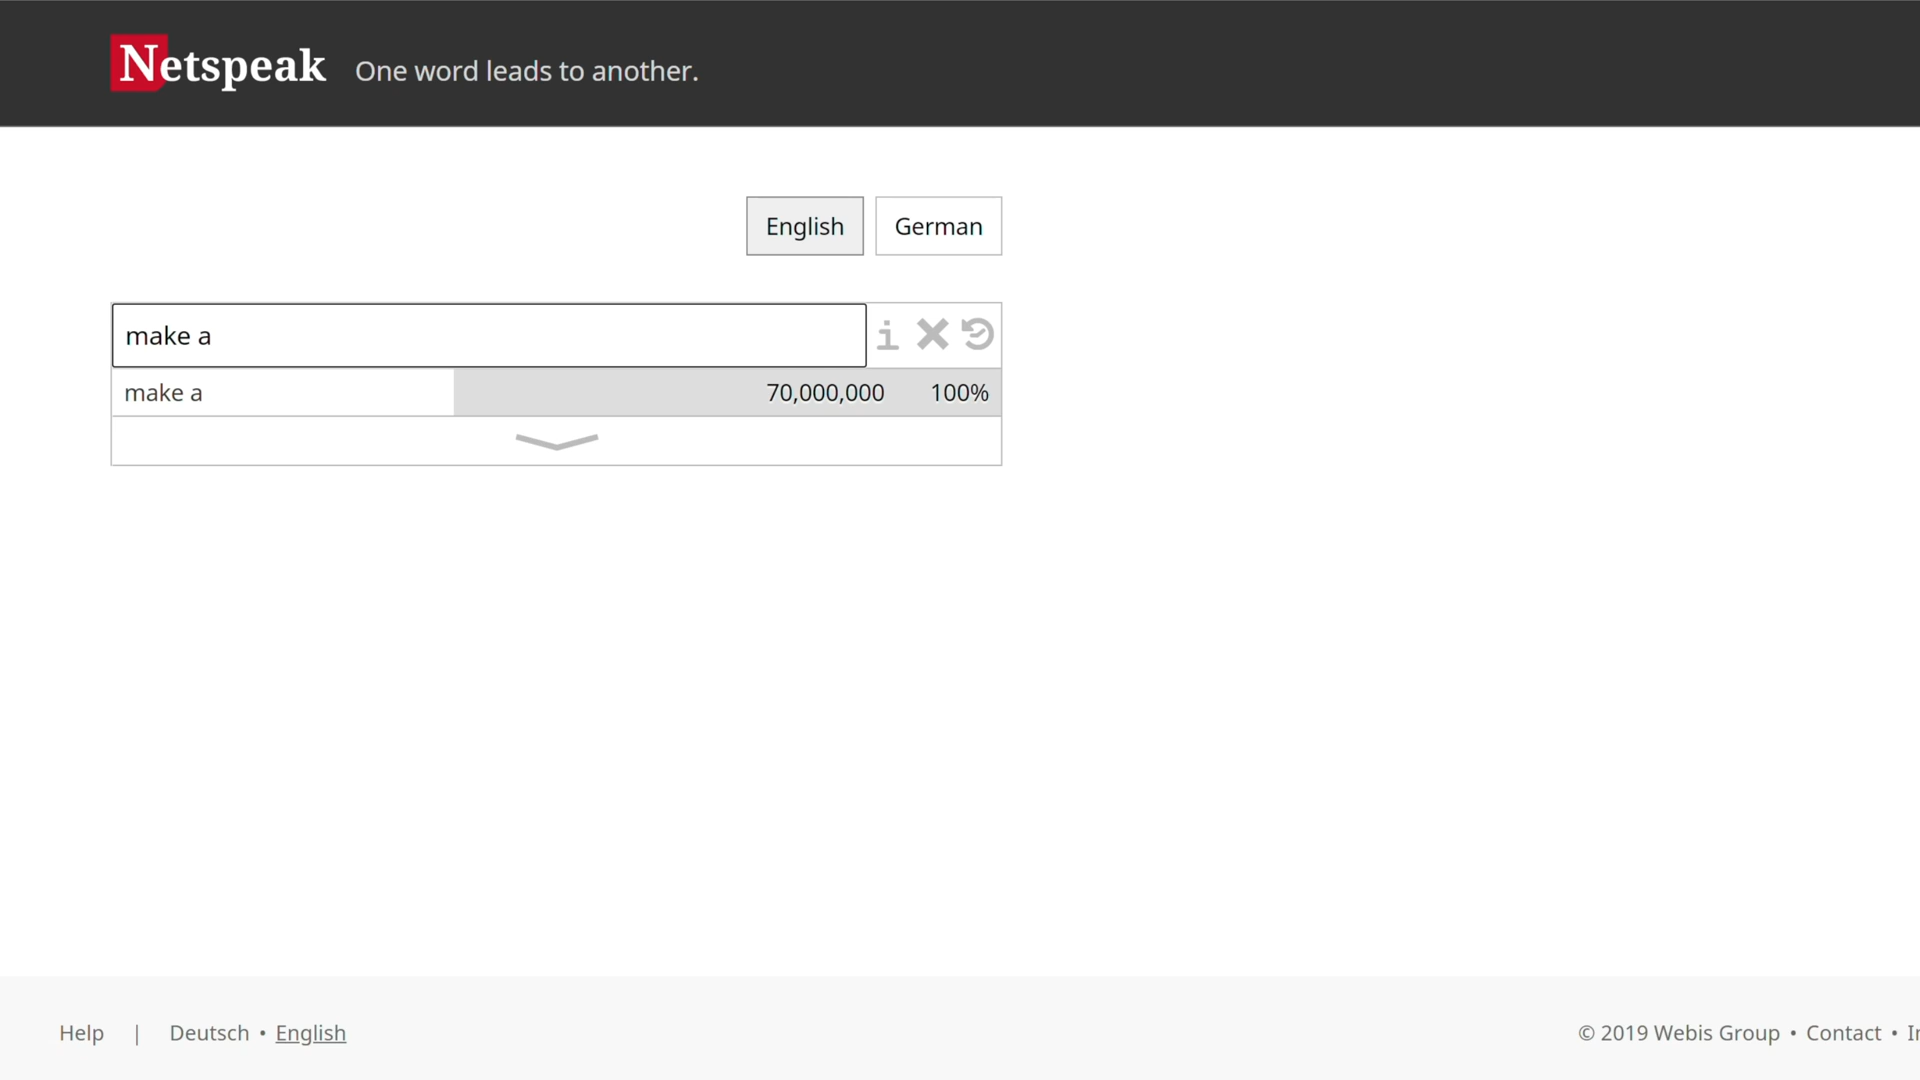 Netspeak One word leads to another.
English German
make a
make a 70,000,000 100%
Help | Deutsch • English
© 2019 Webis Group • Contact •